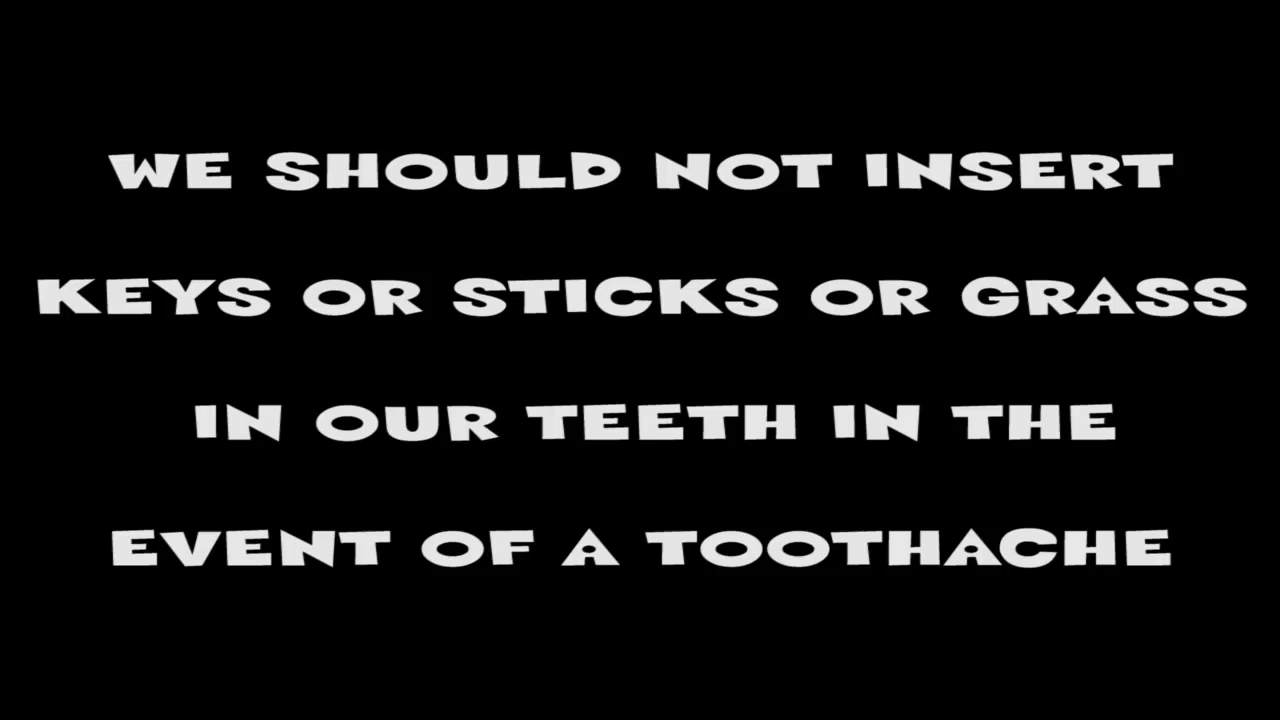 WE SHOULD NOT INSERT
KEYS OR STICKS OR GRASS
IN OUR TEETH IN THE
EVENT OF A TOOTHACHE